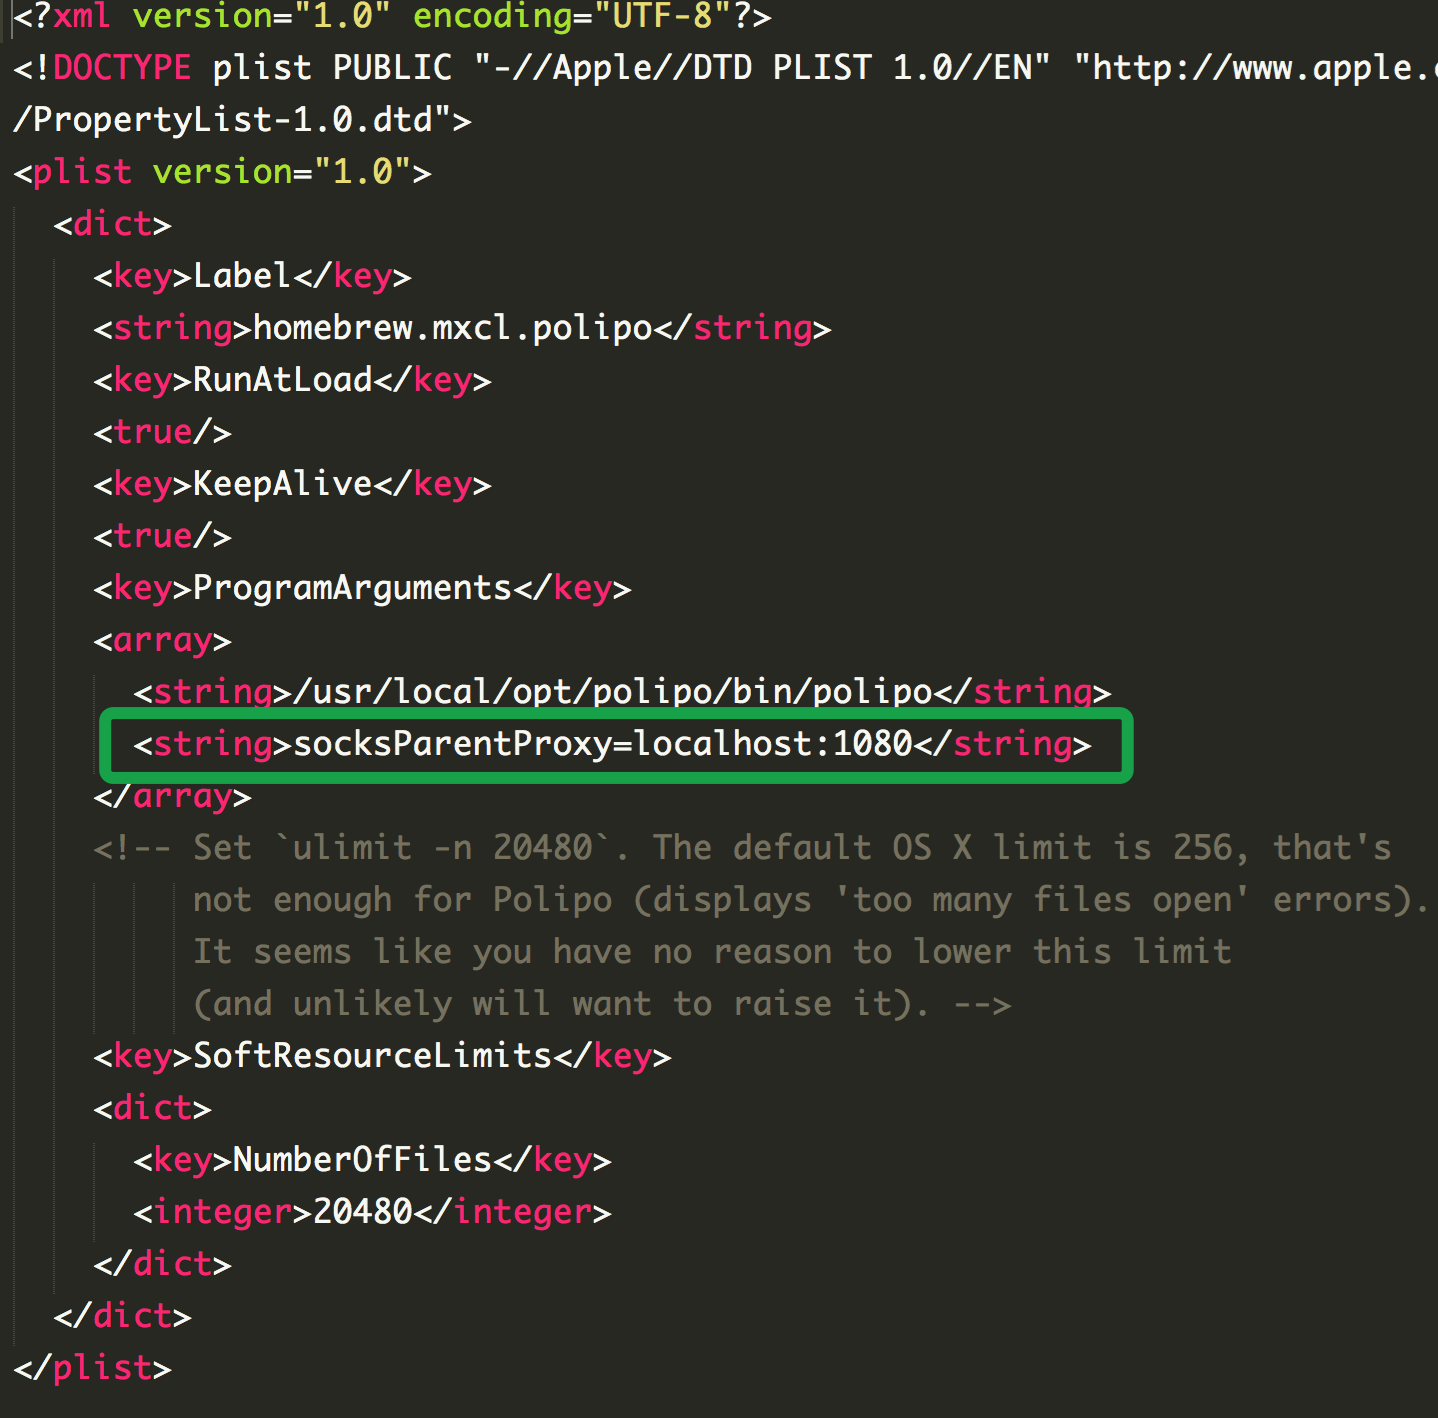 <?xml version="1.0" encoding="UTF-8"?>
<!DOCTYPE plist PUBLIC "-//Apple//DTD PLIST 1.0//EN" "http://www.apple.
/PropertyList-1.0.dtd">
<plist version="1.0">
<dict>
<key>Label</key>
<string>homebrew.mxcl.polipo</string>
<key>RunAtLoad</key>
<true/>
<key>KeepAlive</key>
<true/>
<key>ProgramArguments</key>
<array>
<string>/usr/local/opt/polipo/bin/polipo</string>
<string>socksParentProxy=localhost:1080</string>
</array>
<!-- Set `ulimit -n 20480`. The default OS X limit is 256, that's
not enough for Polipo (displays 'too many files open' errors).
It seems like you have no reason to lower this limit
(and unlikely will want to raise it). -->
<key>SoftResourceLimits</key>
<dict>
<key>NumberOfFiles</key>
<integer>20480</integer>
</dict>
</dict>
</plist>